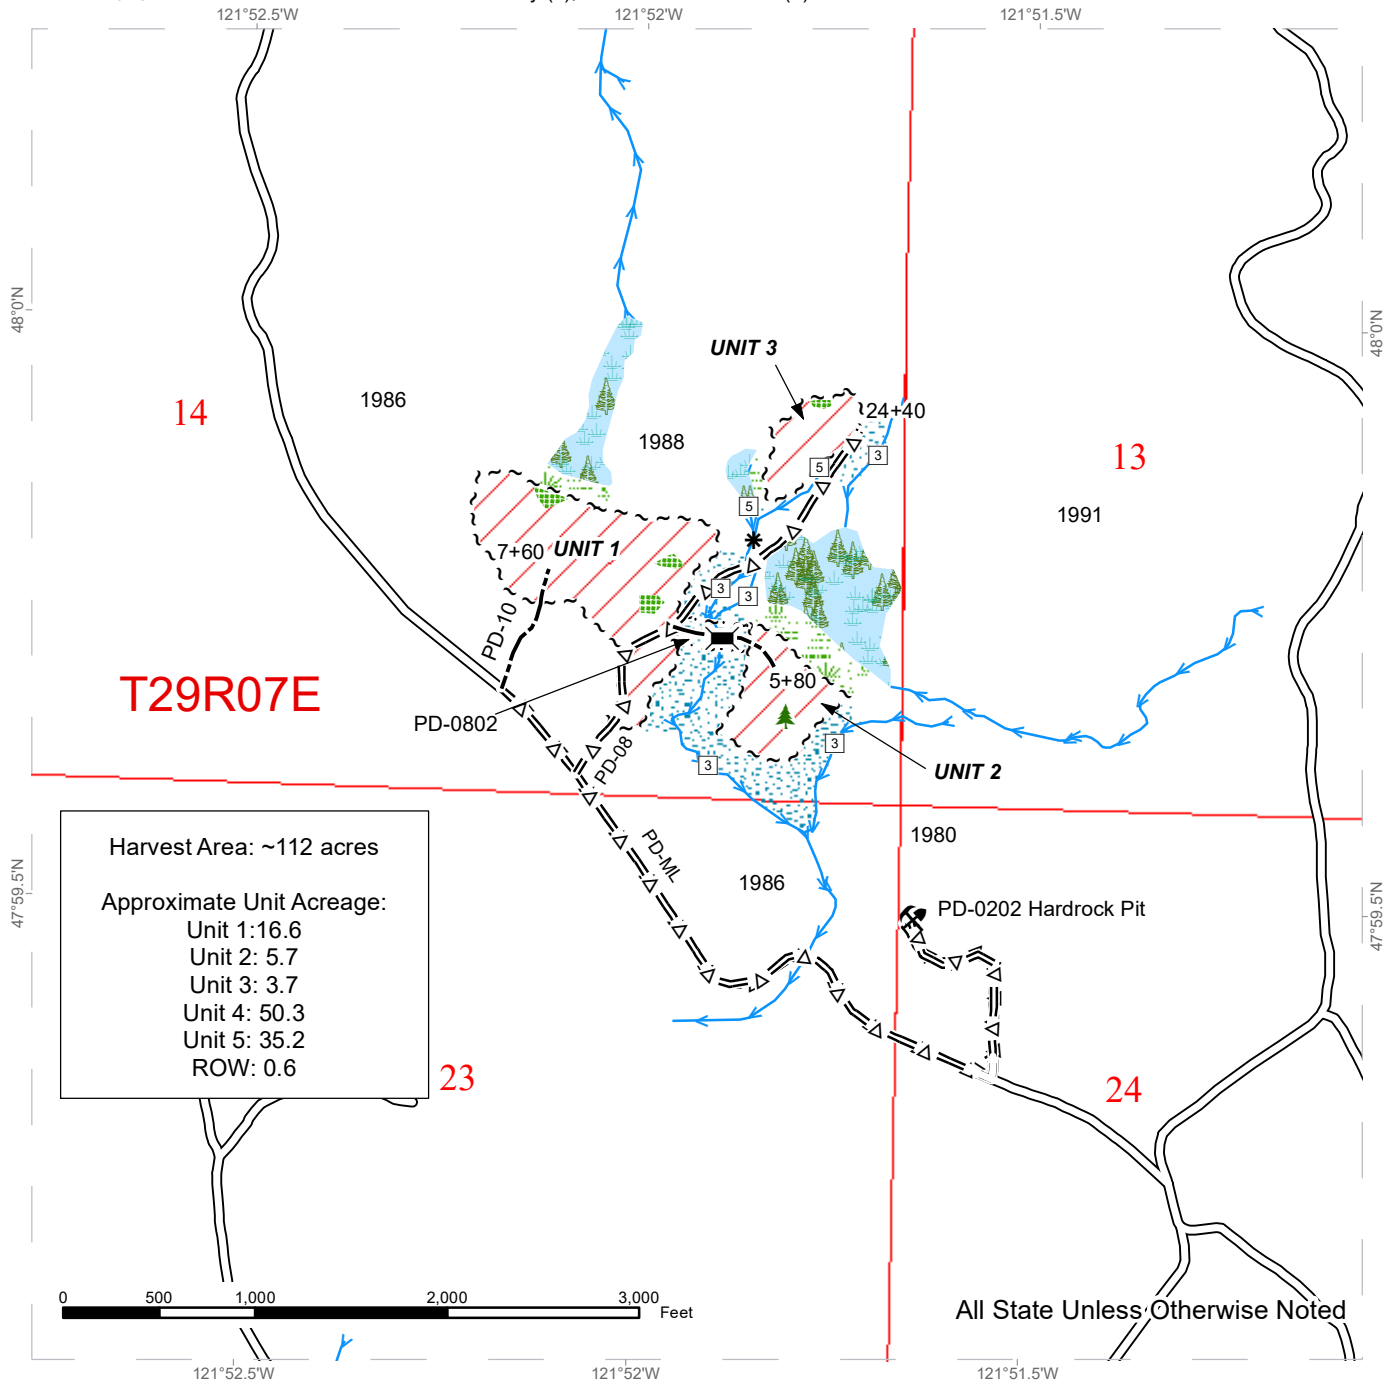 121°52.5'W
121°52'W
121°51.5'W
48°0'N
48°0'N
UNIT 3
14
1986
24+40
1988
5
3
13
5
1991
7+60
UNIT 1
3
3
PD-10
5+80
T29R07E
PD-0802
PD-08
3
3
UNIT 2
1980
PD-ML
1986
47°59.5'N
47°59.5'N
PD-0202 Hardrock Pit
Harvest Area: ~112 acres
Approximate Unit Acreage:
Unit 1:16.6
Unit 2: 5.7
Unit 3: 3.7
Unit 4: 50.3
Unit 5: 35.2
ROW: 0.6
23
24
0 500 1,000 2,000 3,000
Feet
All State Unless Otherwise Noted
121°52.5'W
121°52'W
121°51.5'W